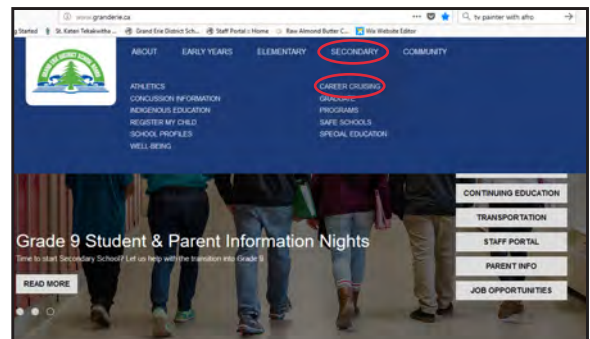 www.granderie.ca
tv painter with afro
g Started St. Kateri Tekakwitha ... Grand Erie District Sch... Staff Portal :: Home Raw Almond Butter C... Wix Website Editor
ABOUT EARLY YEARS ELEMENTARY SECONDARY COMMUNITY
ATHLETICS
CONCUSSION INFORMATION
INDIGENOUS EDUCATION
REGISTER MY CHILD
SCHOOL PROFILES
WELL-BEING
CAREER CRUISING
GRADUATE
PROGRAMS
SAFE SCHOOLS
SPECIAL EDUCATION
CONTINUING EDUCATION
TRANSPORTATION
STAFF PORTAL
PARENT INFO
JOB OPPORTUNITIES
Grade 9 Student & Parent Information Nights
Time to start Secondary School? Let us help with the transition into Grade 9.
READ MORE